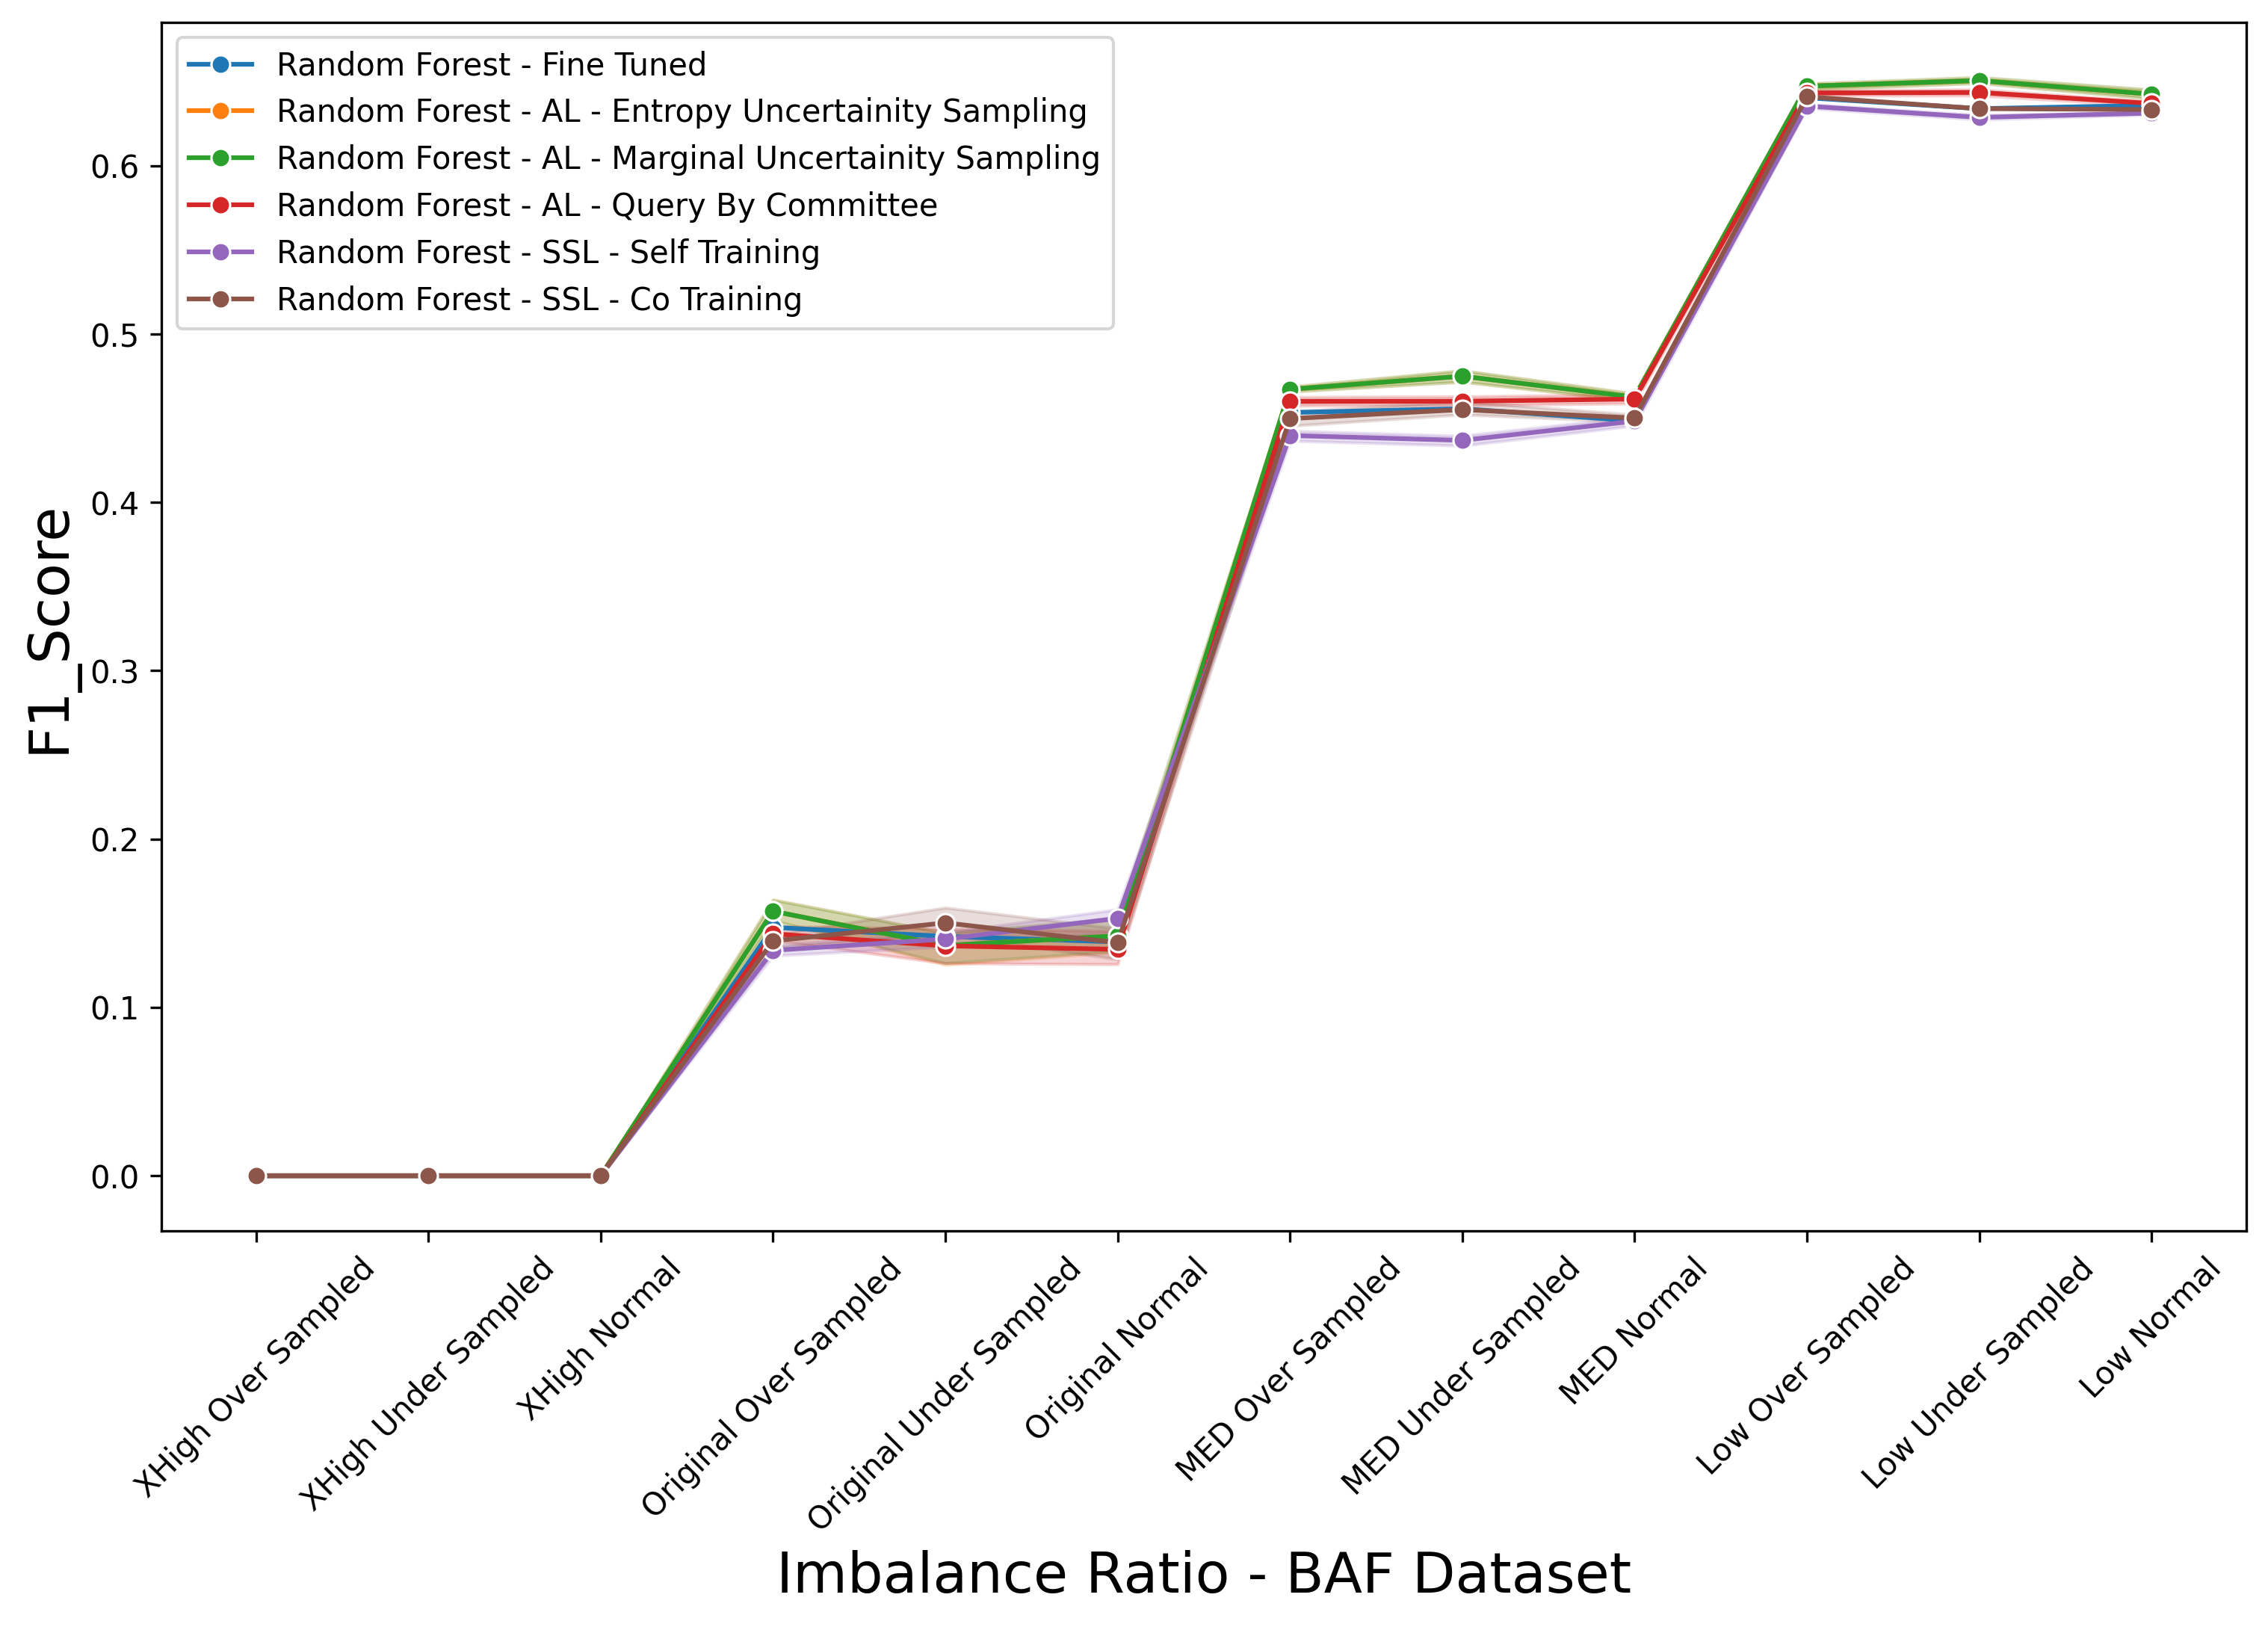 Random Forest - Fine Tuned
Random Forest - AL - Entropy Uncertainity Sampling
Random Forest - AL - Marginal Uncertainity Sampling
Random Forest - AL - Query By Committee
Random Forest - SSL - Self Training
Random Forest - SSL - Co Training
F1_Score
0.6
0.5
0.4
0.3
0.2
0.1
0.0
XHigh Over Sampled
XHigh Under Sampled
XHigh Normal
Original Over Sampled
Original Under Sampled
Original Normal
MED Over Sampled
MED Under Sampled
MED Normal
Low Over Sampled
Low Under Sampled
Low Normal
Imbalance Ratio - BAF Dataset